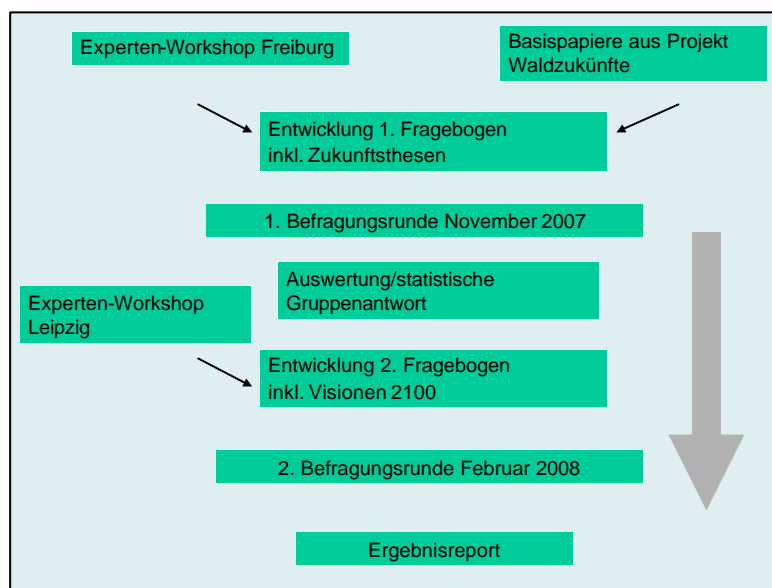 Experten-Workshop Freiburg
Basispapiere aus Projekt
Waldzukünfte
Entwicklung 1. Fragebogen
inkl. Zukunftsthesen
1. Befragungsrunde November 2007
Auswertung/statistische
Gruppenantwort
Experten-Workshop
Leipzig
Entwicklung 2. Fragebogen
inkl. Visionen 2100
2. Befragungsrunde Februar 2008
Ergebnisreport